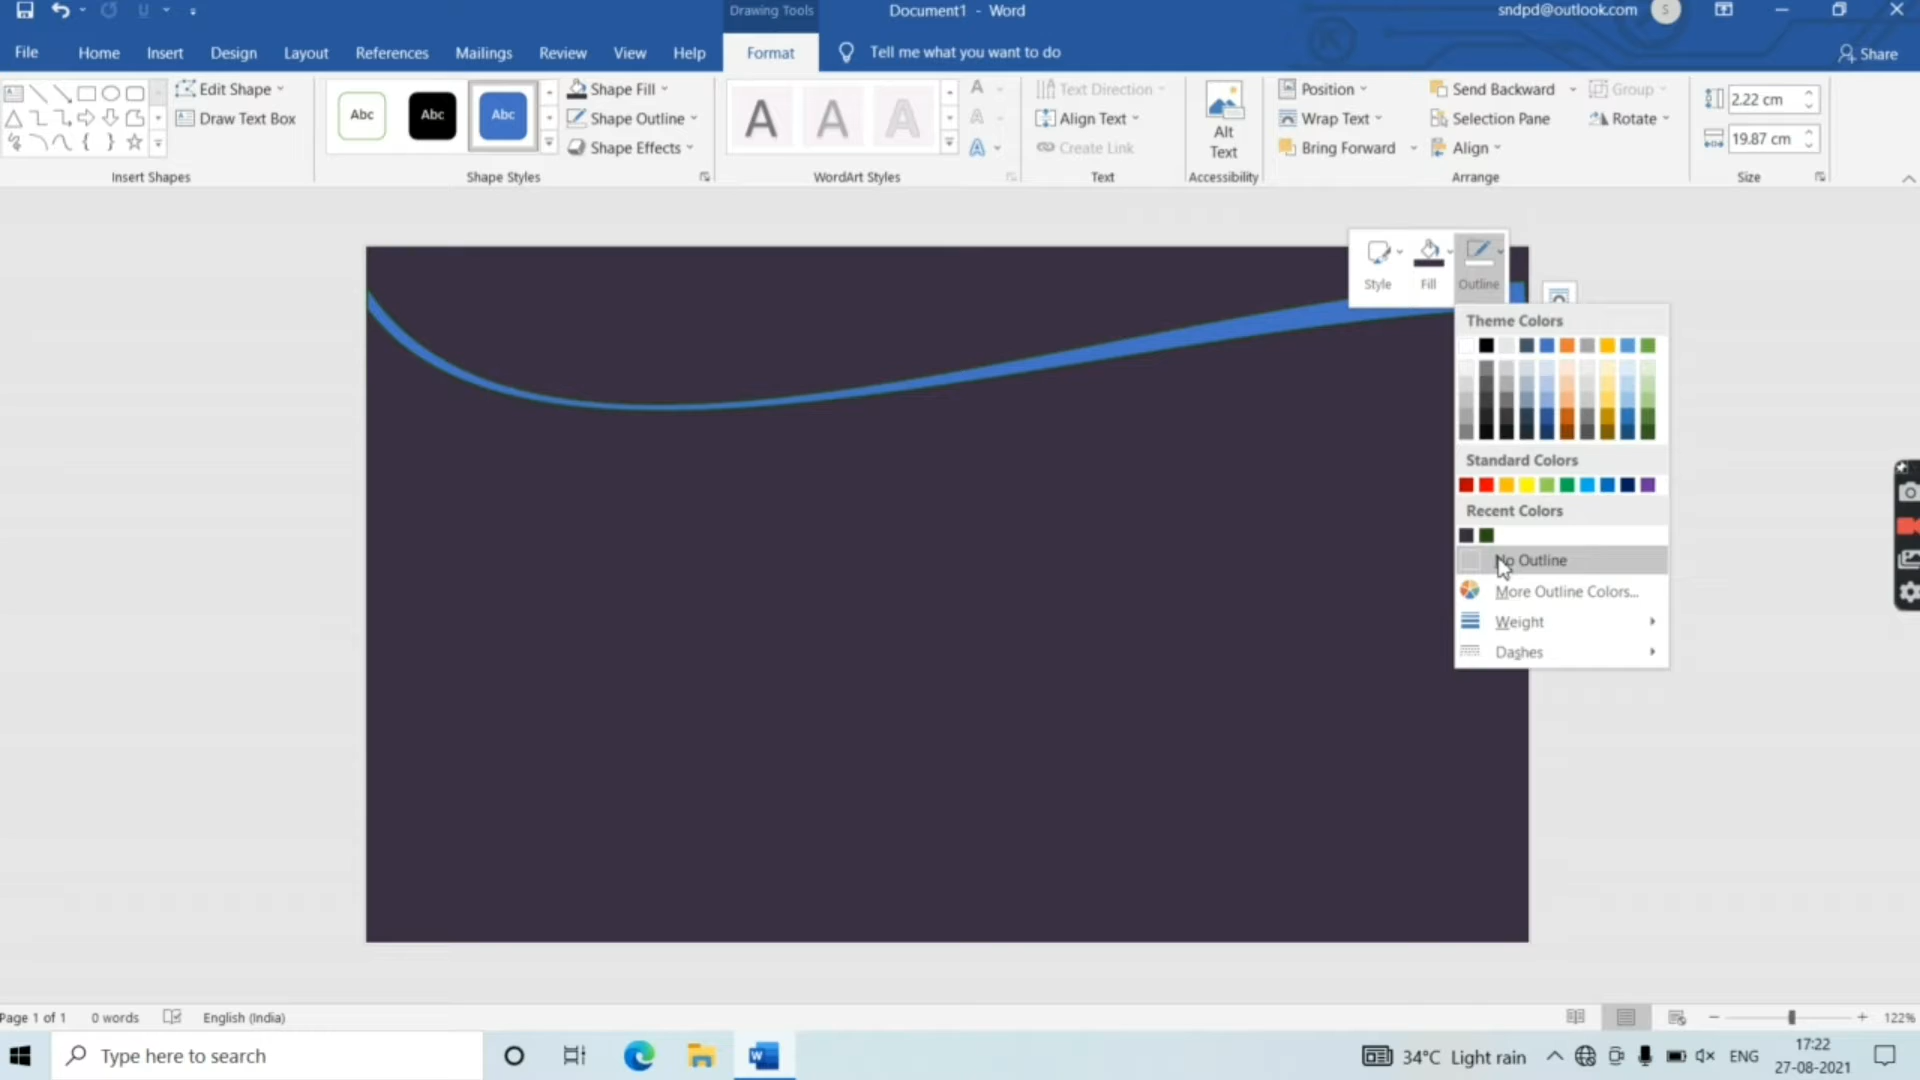 Drawing Tools
Document1 - Word
sndpd@outlook.com
S
File
Home
Insert
Design
Layout
References
Mailings
Review
View
Help
Format
Tell me what you want to do
Share
Edit Shape
Draw Text Box
Insert Shapes
Abc
Abc
Abc
Shape Fill
Shape Outline
Shape Effects
Shape Styles
A
A
A
WordArt Styles
Text Direction
Align Text
Create Link
Text
Alt
Text
Accessibility
Position
Wrap Text
Bring Forward
Send Backward
Selection Pane
Align
Group
Rotate
Arrange
2.22 cm
19.87 cm
Size
Style
Fill
Outline
Theme Colors
Standard Colors
Recent Colors
No Outline
More Outline Colors...
Weight
Dashes
Page 1 of 1
0 words
English (India)
122%
Type here to search
34°C Light rain
ENG
17:22
27-08-2021